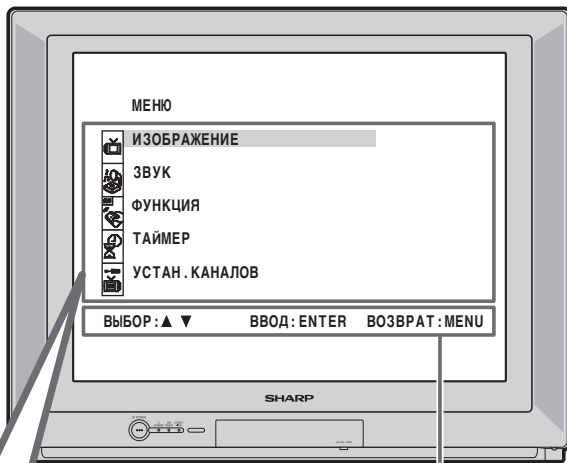 МЕНЮ
ИЗОБРАЖЕНИЕ
ЗВУК
ФУНКЦИЯ
ТАЙМЕР
УСТАН.КАНАЛОВ
ВЫБОР:▲ ▼ ВВОД:ENTER ВОЗВРАТ:MENU
SHARP